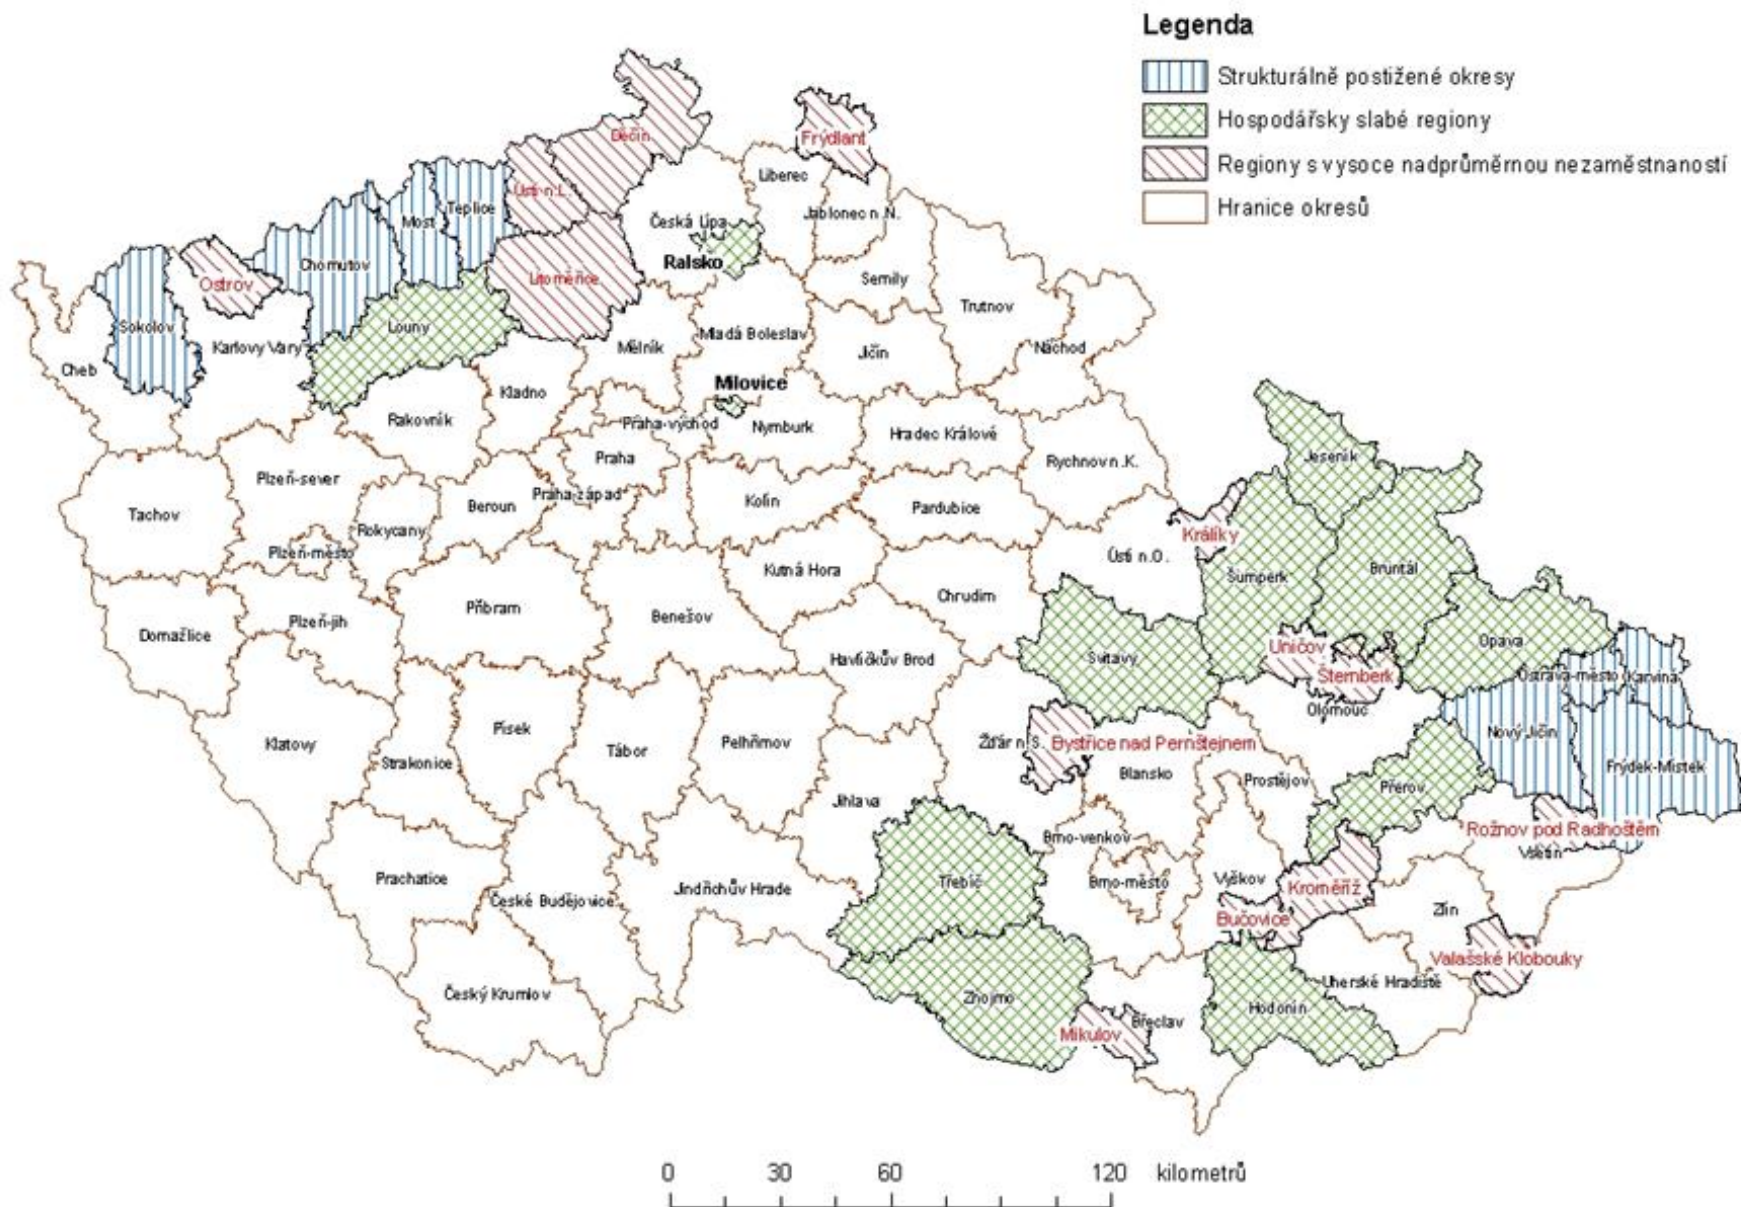 Legenda
Strukturálně postižené okresy
Hospodářsky slabé regiony
Regiony s vysoce nadprůměrnou nezaměstnaností
Hranice okresů
Děčín
Frýdlant
Liberec
Ústí n.L.
Teplice
Most
Jablonec n.N.
Česká Lípa
Ralsko
Chomutov
Litoměřice
Ostrov
Semily
Trutnov
Sokolov
Louny
Karlovy Vary
Mladá Boleslav
Mělník
Jičín
Náchod
Cheb
Milovice
Kladno
Rakovník
Praha-východ
Nymburk
Hradec Králové
Praha
Rychnov n.K.
Jeseník
Plzeň-sever
Praha-západ
Kolín
Pardubice
Beroun
Tachov
Rokycany
Králíky
Plzeň-město
Ústí n.O.
Kutná Hora
Šumperk
Bruntál
Chrudim
Příbram
Benešov
Plzeň-jih
Domažlice
Opava
Uničov
Svitavy
Havlíčkův Brod
Šternberk
Ostrava-město
Karviná
Olomouc
Písek
Nový Jičín
Klatovy
Pelhřimov
Žďár n.S.
Bystřice nad Pernštejnem
Tábor
Strakonice
Blansko
Frýdek-Místek
Prostějov
Přerov
Jihlava
Rožnov pod Radhoštěm
Brno-venkov
Vsetín
Prachatice
Třebíč
Brno-město
Vyškov
Kroměříž
Jindřichův Hradec
České Budějovice
Zlín
Bučovice
Valašské Klobouky
Uherské Hradiště
Český Krumlov
Znojmo
Hodonín
Mikulov
Břeclav
0 30 60 120 kilometrů